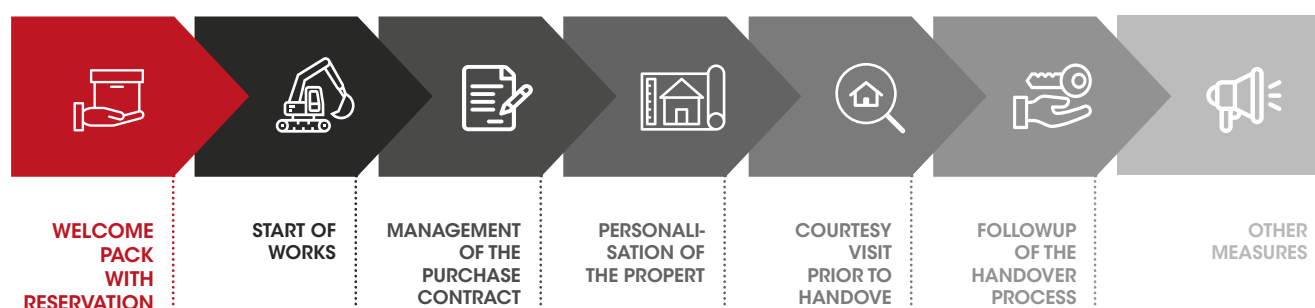 WELCOME
PACK
WITH
RESERVATION
START OF
WORKS
MANAGEMENT
OF THE
PURCHASE
CONTRACT
PERSONALI-
SATION OF
THE PROPERT
COURTESY
VISIT
PRIOR TO
HANDOVE
FOLLOWUP
OF THE
HANDOVER
PROCESS
OTHER
MEASURES